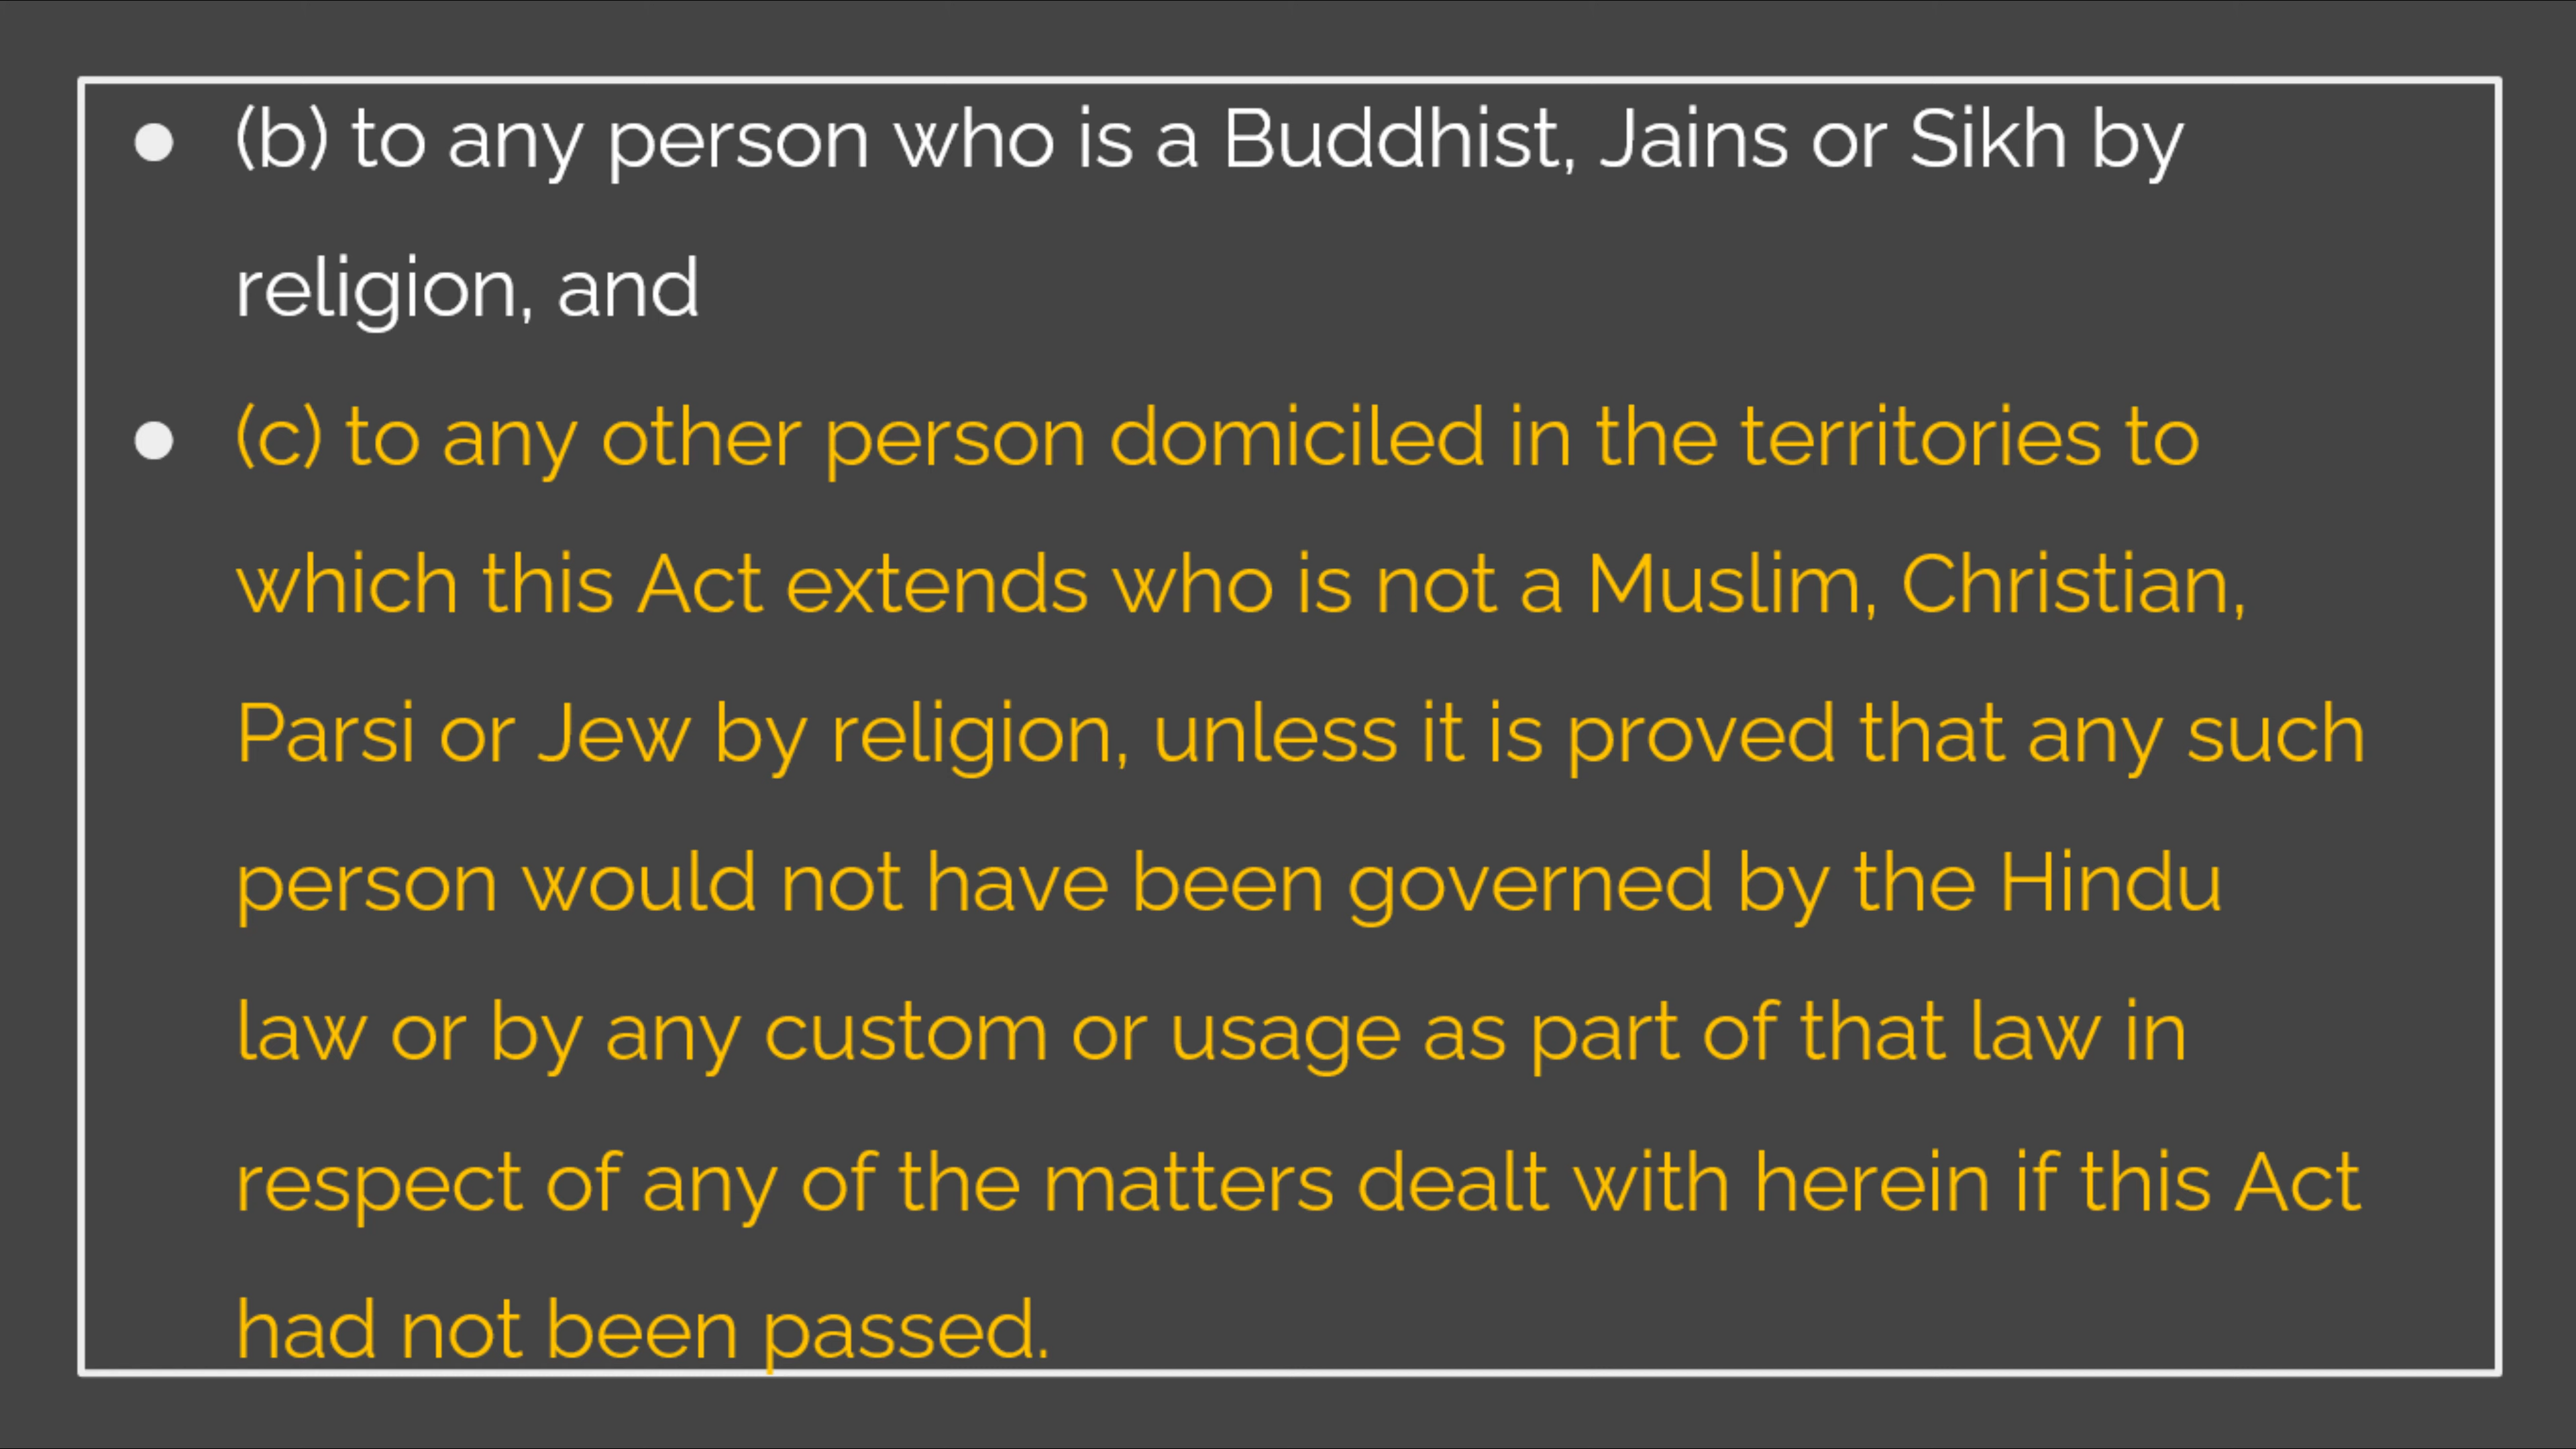 ● (b) to any person who is a Buddhist, Jains or Sikh by
religion, and
● (c) to any other person domiciled in the territories to
which this Act extends who is not a Muslim, Christian,
Parsi or Jew by religion, unless it is proved that any such
person would not have been governed by the Hindu
law or by any custom or usage as part of that law in
respect of any of the matters dealt with herein if this Act
had not been passed.